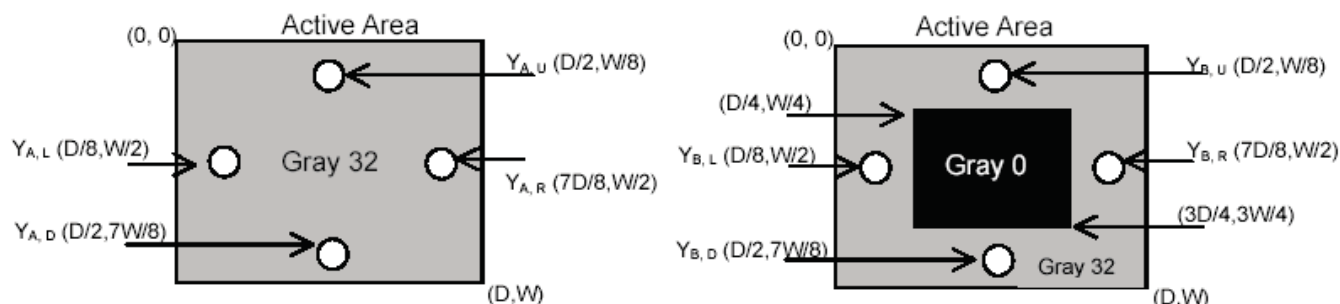 Active Area
(0, 0)
YA, U (D/2,W/8)
YA, L (D/8,W/2)
Gray 32
YA, R (7D/8,W/2)
YA, D (D/2,7W/8)
(D,W)
Active Area
(0, 0)
YB, U (D/2,W/8)
(D/4,W/4)
YB, L (D/8,W/2)
Gray 0
YB, R (7D/8,W/2)
(3D/4,3W/4)
YB, D (D/2,7W/8)
Gray 32
(D,W)